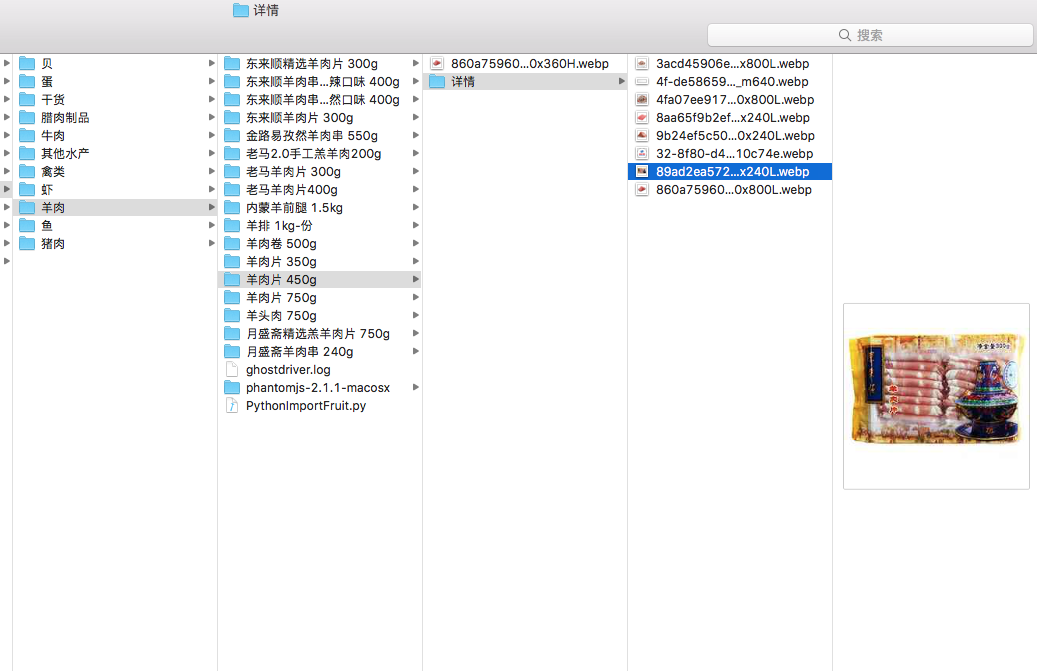 详情
搜索
贝
蛋
干货
腊肉制品
牛肉
其他水产
禽类
虾
羊肉
鱼
猪肉
东来顺精选羊肉片 300g
东来顺羊肉串...辣口味 400g
东来顺羊肉串...然口味 400g
东来顺羊肉片 300g
金路易孜然羊肉串 550g
老马2.0手工羔羊肉200g
老马羊肉片 300g
老马羊肉片400g
内蒙羊前腿 1.5kg
羊排 1kg-份
羊肉卷 500g
羊肉片 350g
羊肉片 450g
羊肉片 750g
羊头肉 750g
月盛斋精选羔羊肉片 750g
月盛斋羊肉串 240g
ghostdriver.log
phantomjs-2.1.1-macosx
PythonImportFruit.py
860a75960...0x360H.webp
详情
3acd45906e...x800L.webp
4f-de58659..._m640.webp
4fa07ee917...0x800L.webp
8aa65f9b2ef...x240L.webp
9b24ef5c50...0x240L.webp
32-8f80-d4...10c74e.webp
89ad2ea572...x240L.webp
860a75960...0x800L.webp
净含量300g
羊肉片